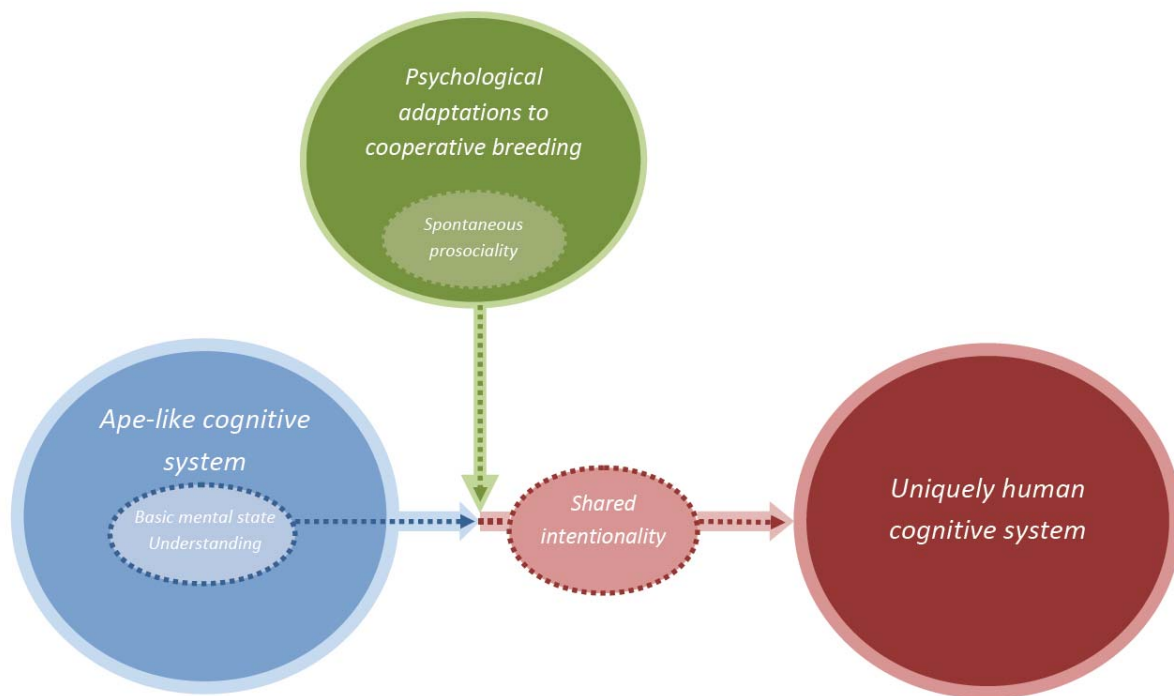 Psychological
adaptations to
cooperative breeding
Spontaneous
prosociality
Ape-like cognitive
system
Basic mental state
Understanding
Shared
intentionality
Uniquely human
cognitive system